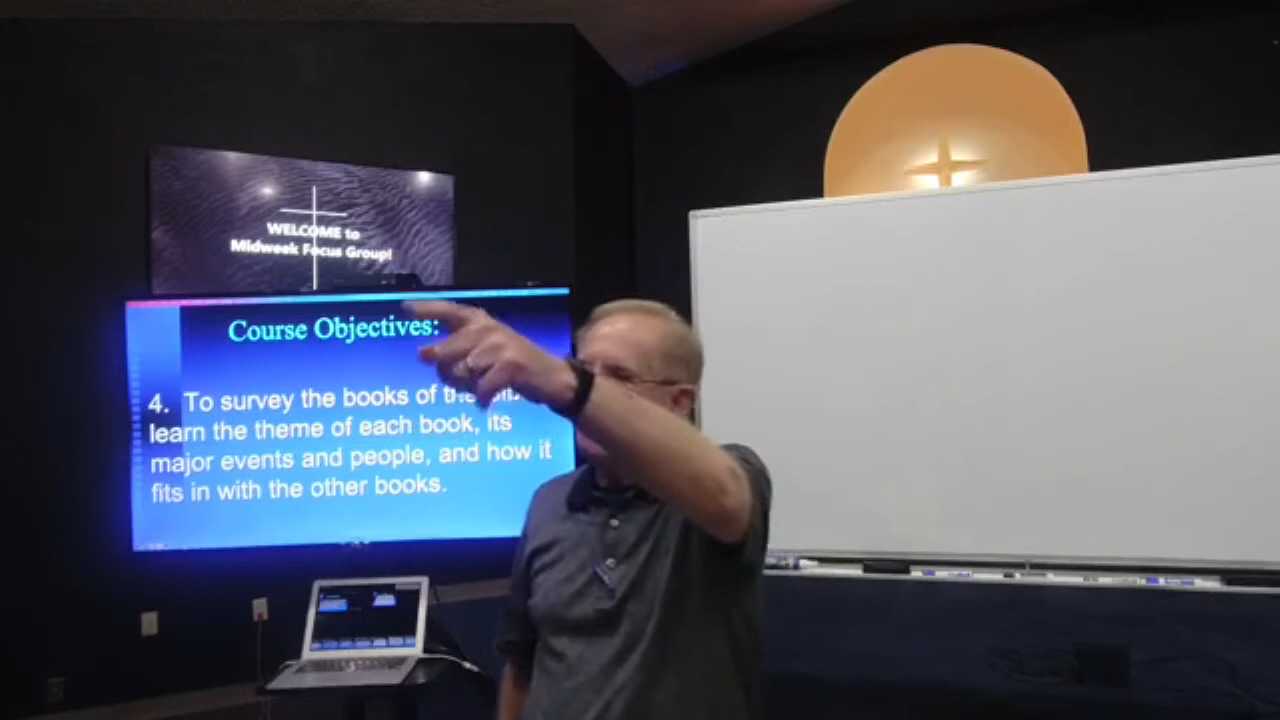 WELCOME to
Midweek Focus Group!
Course Objectives:
4. To survey the books of the
learn the theme of each book, its
major events and people, and how it
fits in with the other books.